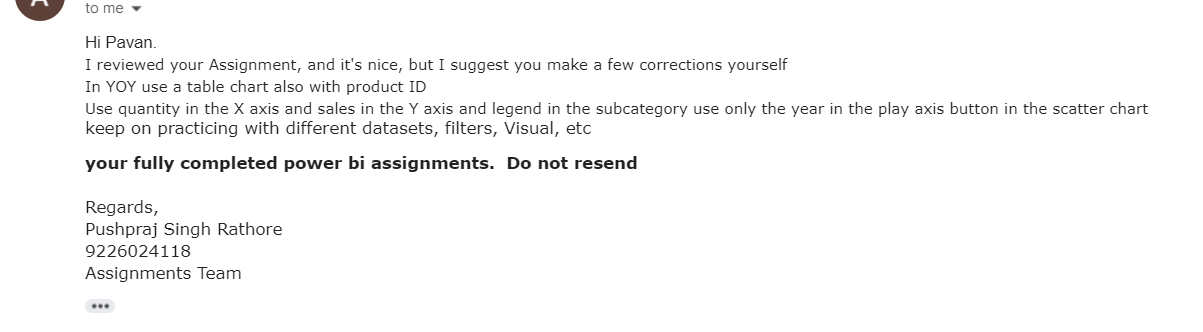 to me
Hi Pavan.
I reviewed your Assignment, and it's nice, but I suggest you make a few corrections yourself
In YOY use a table chart also with product ID
Use quantity in the X axis and sales in the Y axis and legend in the subcategory use only the year in the play axis button in the scatter chart
keep on practicing with different datasets, filters, Visual, etc
your fully completed power bi assignments.  Do not resend
Regards,
Pushpraj Singh Rathore
9226024118
Assignments Team